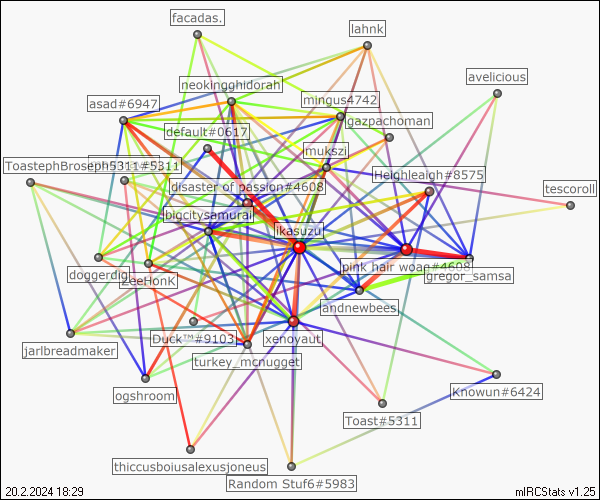 facadas.
lahnk
neokingghidorah
avelicious
mingus4742
asad#6947
gazpachoman
default#0617
mukszi
ToastephBroseph5311#5311
Heighleaigh#8575
disaster of passion#4608
tescoroll
bigcitysamurai
ikasuzu
pink hair woan#4608
gregor_samsa
doggerdig
ZeeHonk
andnewbees
Duck™#9103
xenoyaut
jarlbreadmaker
turkey_mcnugget
ogshroom
Knowun#6424
Toast#5311
thiccusboiusalexusjoneus
Random Stuf6#5983
20.2.2024 18:29
mIRCStats v1.25